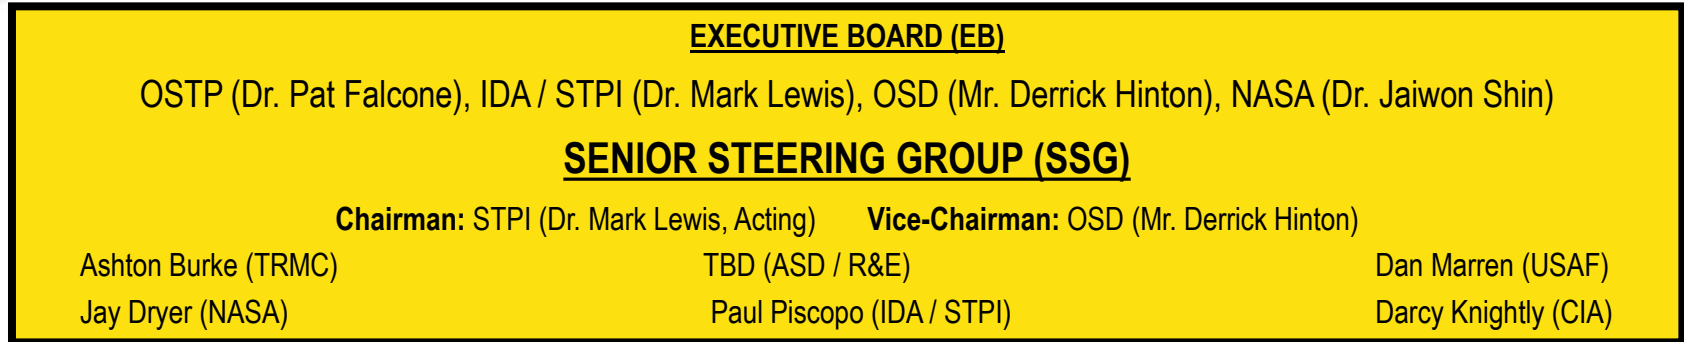 EXECUTIVE BOARD (EB)
OSTP (Dr. Pat Falcone), IDA / STPI (Dr. Mark Lewis), OSD (Mr. Derrick Hinton), NASA (Dr. Jaiwon Shin)
SENIOR STEERING GROUP (SSG)
Chairman: STPI (Dr. Mark Lewis, Acting) Vice-Chairman: OSD (Mr. Derrick Hinton)
Ashton Burke (TRMC) TBD (ASD / R&E) Dan Marren (USAF)
Jay Dryer (NASA) Paul Piscopo (IDA / STPI) Darcy Knightly (CIA)